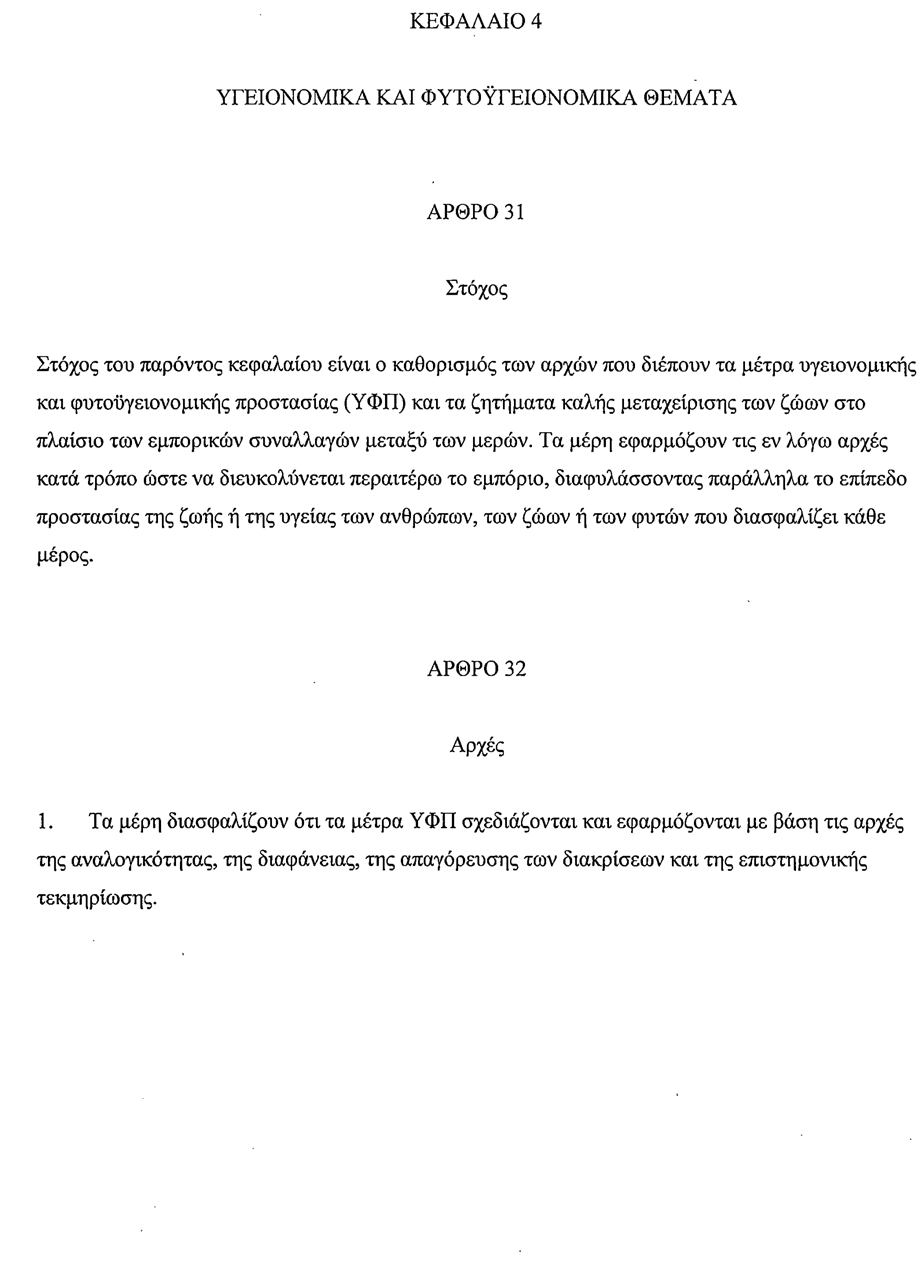 ΚΕΦΑΛΑΙΟ 4
ΥΓΕΙΟΝΟΜΙΚΑ ΚΑΙ ΦΥΤΟΫΓΕΙΟΝΟΜΙΚΑ ΘΕΜΑΤΑ
ΑΡΘΡΟ 31
Στόχος
Στόχος του παρόντος κεφαλαίου είναι ο καθορισμός των αρχών που διέπουν τα μέτρα υγειονομικής
και φυτοϋγειονομικής προστασίας (ΥΦΠ) και τα ζητήματα καλής μεταχείρισης των ζώων στο
πλαίσιο των εμπορικών συναλλαγών μεταξύ των μερών. Τα μέρη εφαρμόζουν τις εν λόγω αρχές
κατά τρόπο ώστε να διευκολύνεται περαιτέρω το εμπόριο, διαφυλάσσοντας παράλληλα το επίπεδο
προστασίας της ζωής ή της υγείας των ανθρώπων, των ζώων ή των φυτών που διασφαλίζει κάθε
μέρος.
ΑΡΘΡΟ 32
Αρχές
1. Τα μέρη διασφαλίζουν ότι τα μέτρα ΥΦΠ σχεδιάζονται και εφαρμόζονται με βάση τις αρχές
της αναλογικότητας, της διαφάνειας, της απαγόρευσης των διακρίσεων και της επιστημονικής
τεκμηρίωσης.